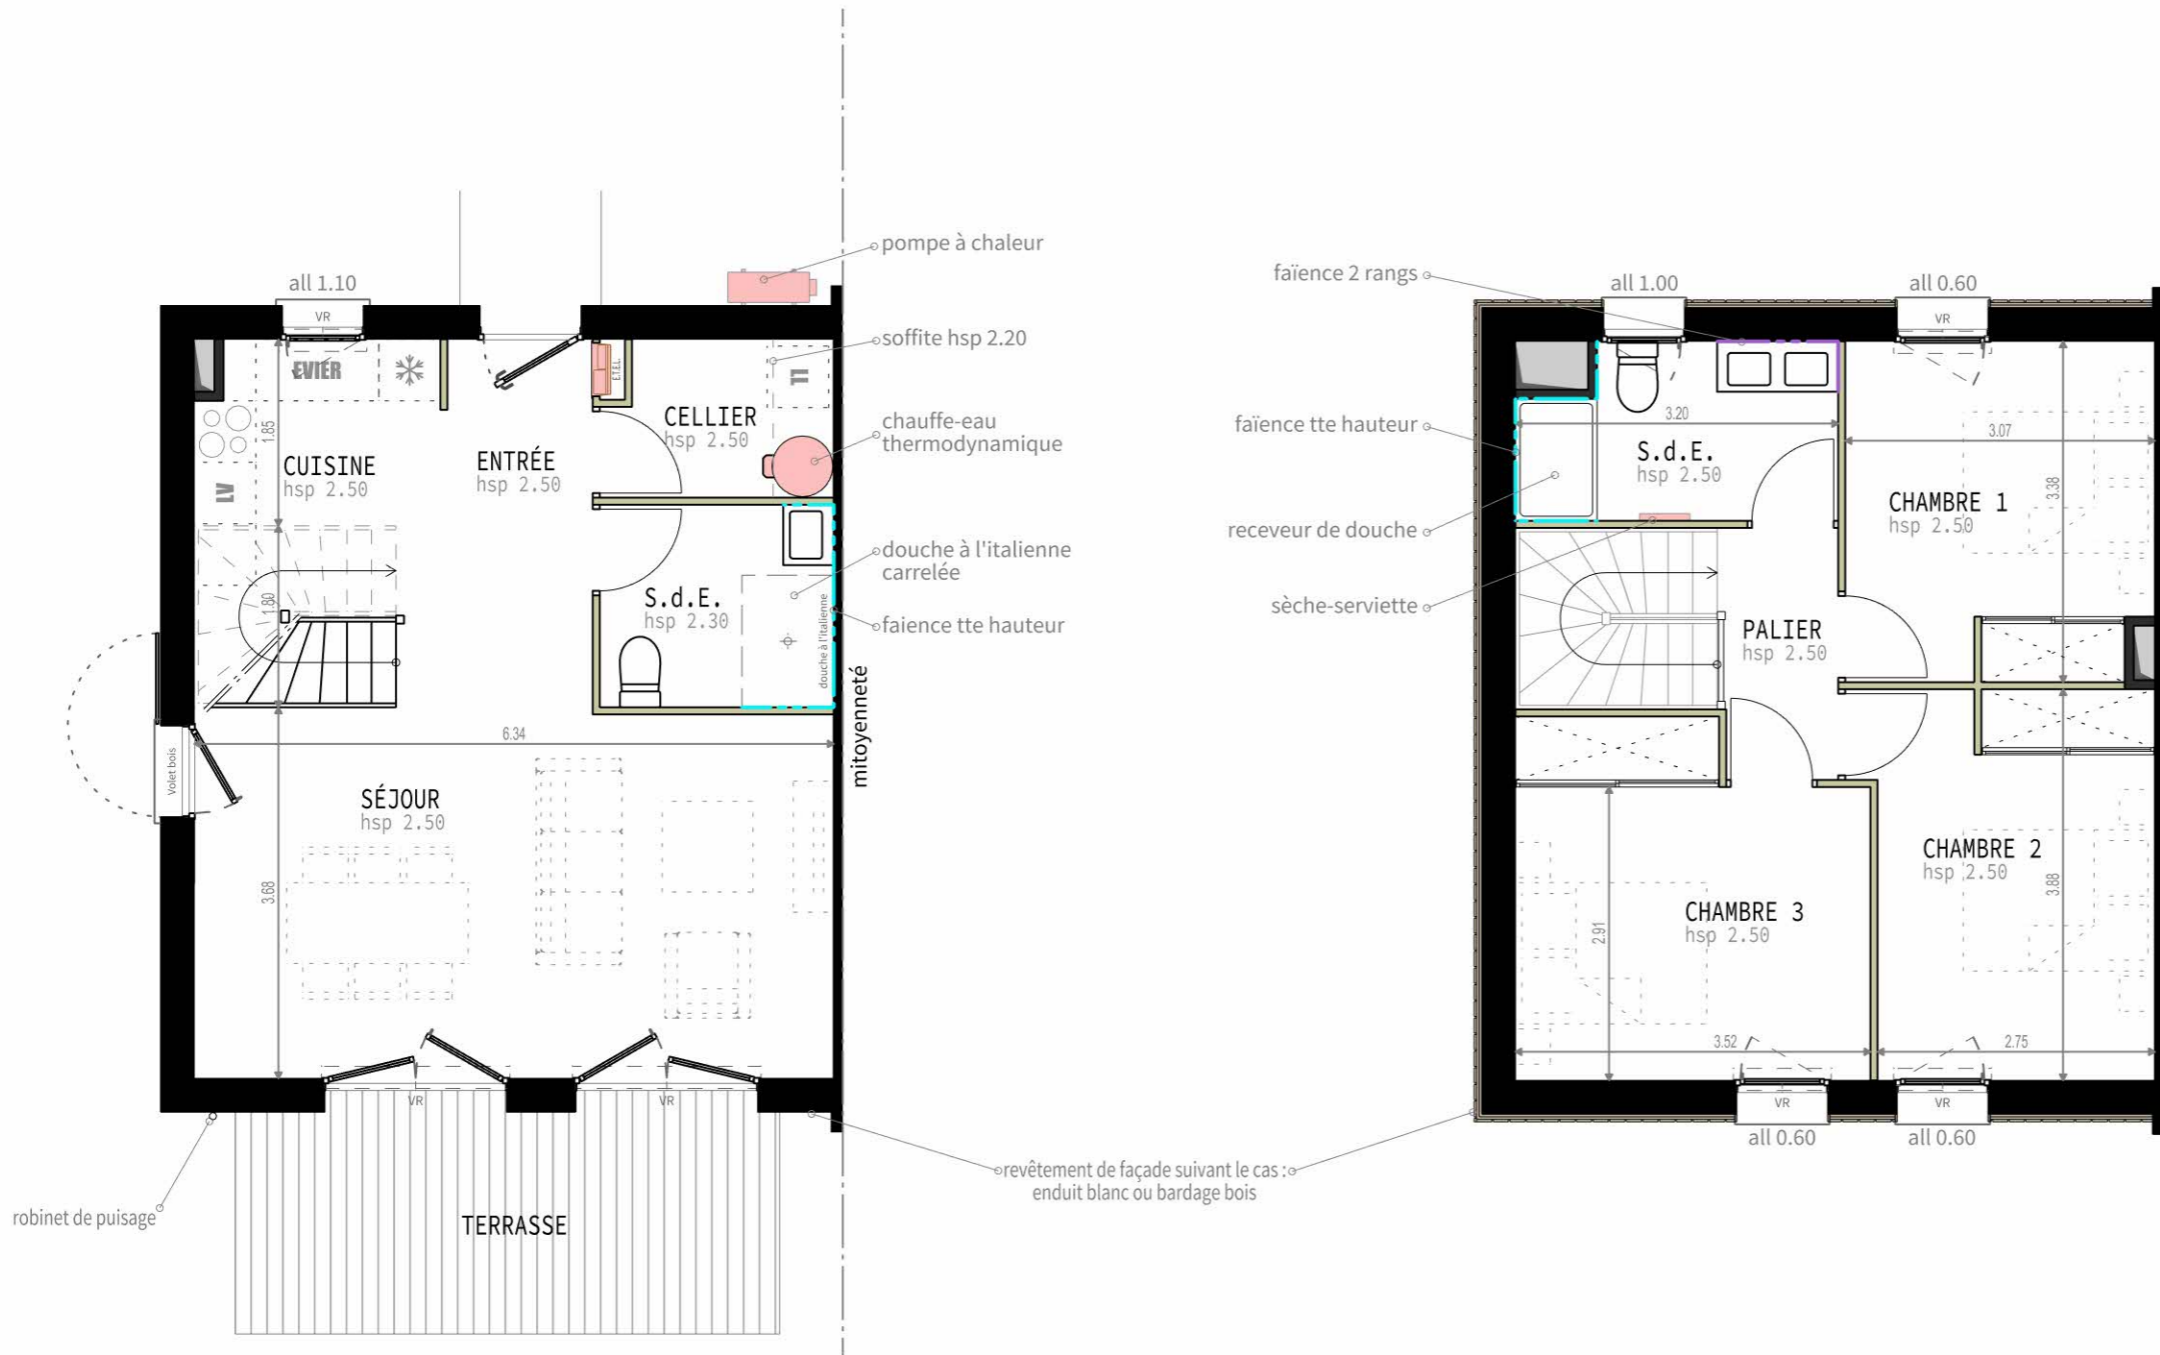 pompe à chaleur
all 1.10
VR
soffite hsp 2.20
EVIER
E.T.E.L.
LL
CELLIER
hsp 2.50
chauffe-eau
thermodynamique
1.85
CUISINE
hsp 2.50
ENTRÉE
hsp 2.50
LV
douche à l'italienne
carrelée
1.80
S.d.E.
hsp 2.30
douche à l'italienne
faience tte hauteur
mitoyenneté
6.34
Volet bois
SÉJOUR
hsp 2.50
3.68
VR
VR
robinet de puisage
TERRASSE
revêtement de façade suivant le cas :
enduit blanc ou bardage bois
faïence 2 rangs
all 1.00
all 0.60
VR
faïence tte hauteur
3.20
3.07
S.d.E.
hsp 2.50
3.38
CHAMBRE 1
hsp 2.50
receveur de douche
sèche-serviette
PALIER
hsp 2.50
CHAMBRE 2
hsp 2.50
3.88
CHAMBRE 3
hsp 2.50
2.91
3.52
2.75
VR
VR
all 0.60
all 0.60